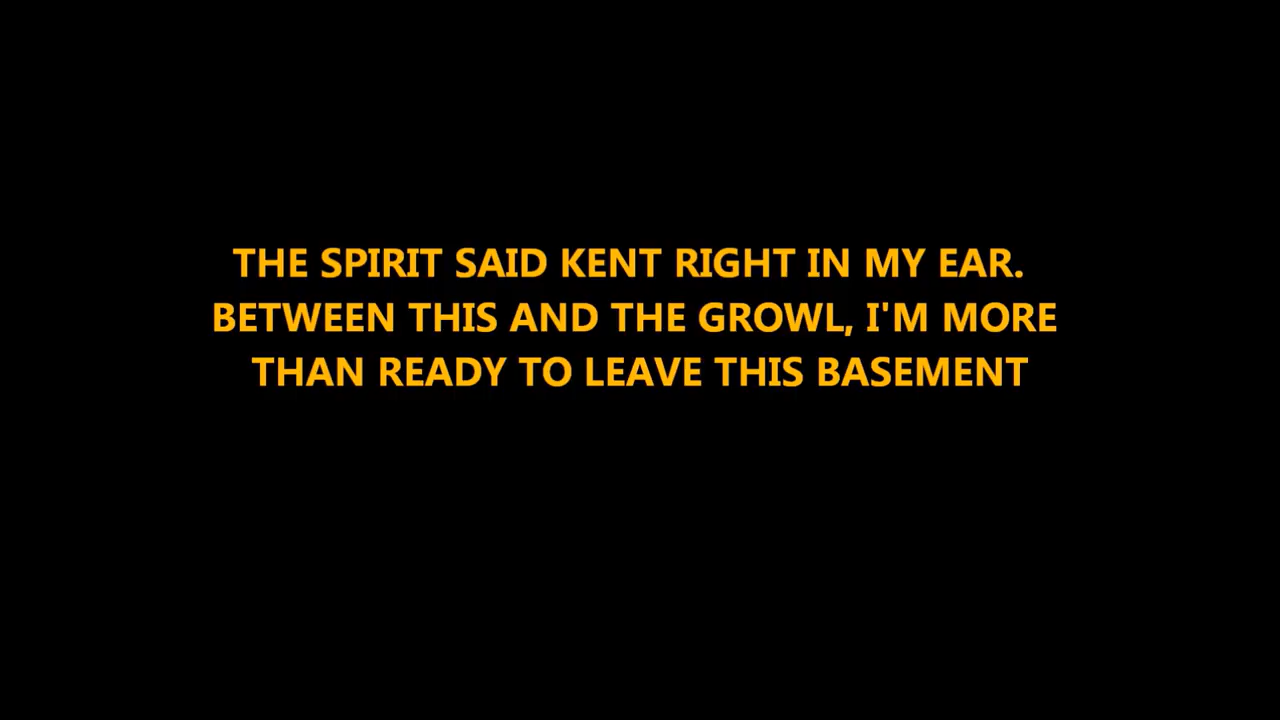 THE SPIRIT SAID KENT RIGHT IN MY EAR.
BETWEEN THIS AND THE GROWL, I'M MORE
THAN READY TO LEAVE THIS BASEMENT